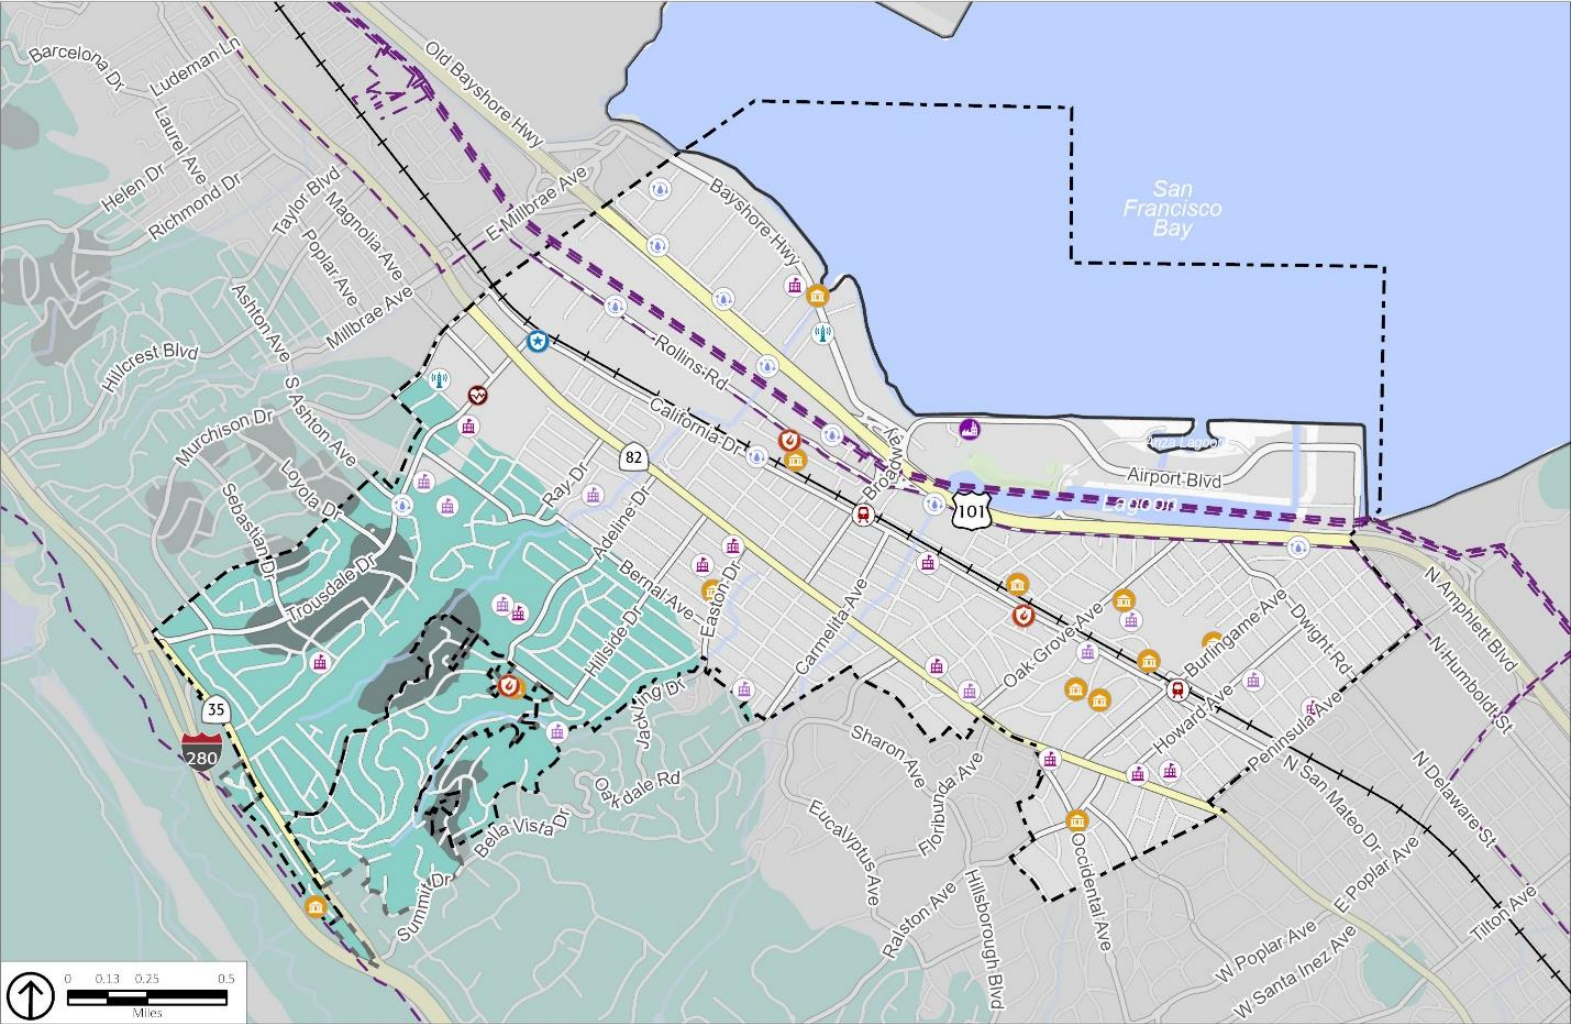 Old Bayshore Hwy
Barcelona Dr
Ludeman Ln
Laurel Ave
Helen Dr
Richmond Dr
Taylor Blvd
Magnolia Ave
Poplar Ave
E Millbrae Ave
Bayshore Hwy
San
Francisco
Bay
Ashton Ave
Millbrae Ave
Hillcrest Blvd
Rollins Rd
S Ashton Ave
Murchison Dr
California Dr
82
Broadway
Anza Lagoon
Airport Blvd
Lagoon
101
Loyola Dr
Sebastian Dr
Ray Dr
Adeline Dr
Trousdale Dr
Bernal Ave
Easton Dr
Hillside Dr
Carmelita Ave
Oak Grove Ave
Burlingame Ave
Dwight Rd
N Amphlett Blvd
N Humboldt St
35
280
Jackling Dr
Howard Ave
Peninsula Ave
Sharon Ave
Floribunda Ave
Oakdale Rd
Bella Vista Dr
Eucalyptus Ave
Summit Dr
Ralston Ave
Hillsborough Blvd
Occidental Ave
N San Mateo Dr
N Delaware St
E Poplar Ave
W Poplar Ave
W Santa Inez Ave
Tilton Ave
0 0.13 0.25 0.5
Miles